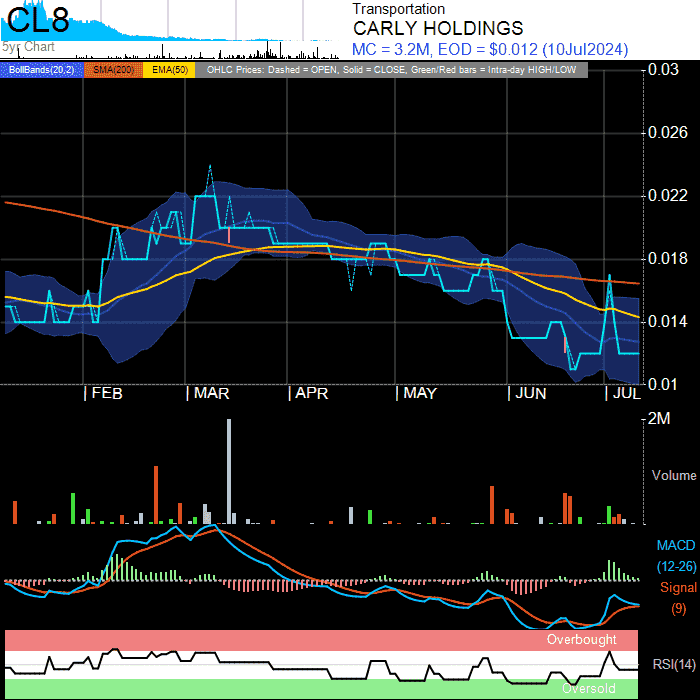 CL8
5yr Chart
Transportation
CARLY HOLDINGS
MC = 3.2M, EOD = $0.012 (10Jul2024)
BollBands(20,2) SMA(200) EMA(50) OHLC Prices: Dashed = OPEN, Solid = CLOSE, Green/Red bars = Intra-day HIGH/LOW
0.03
0.026
0.022
0.018
0.014
0.01
| FEB | MAR | APR | MAY | JUN | JUL
2M
Volume
MACD
(12-26)
Signal
(9)
Overbought
RSI(14)
Oversold